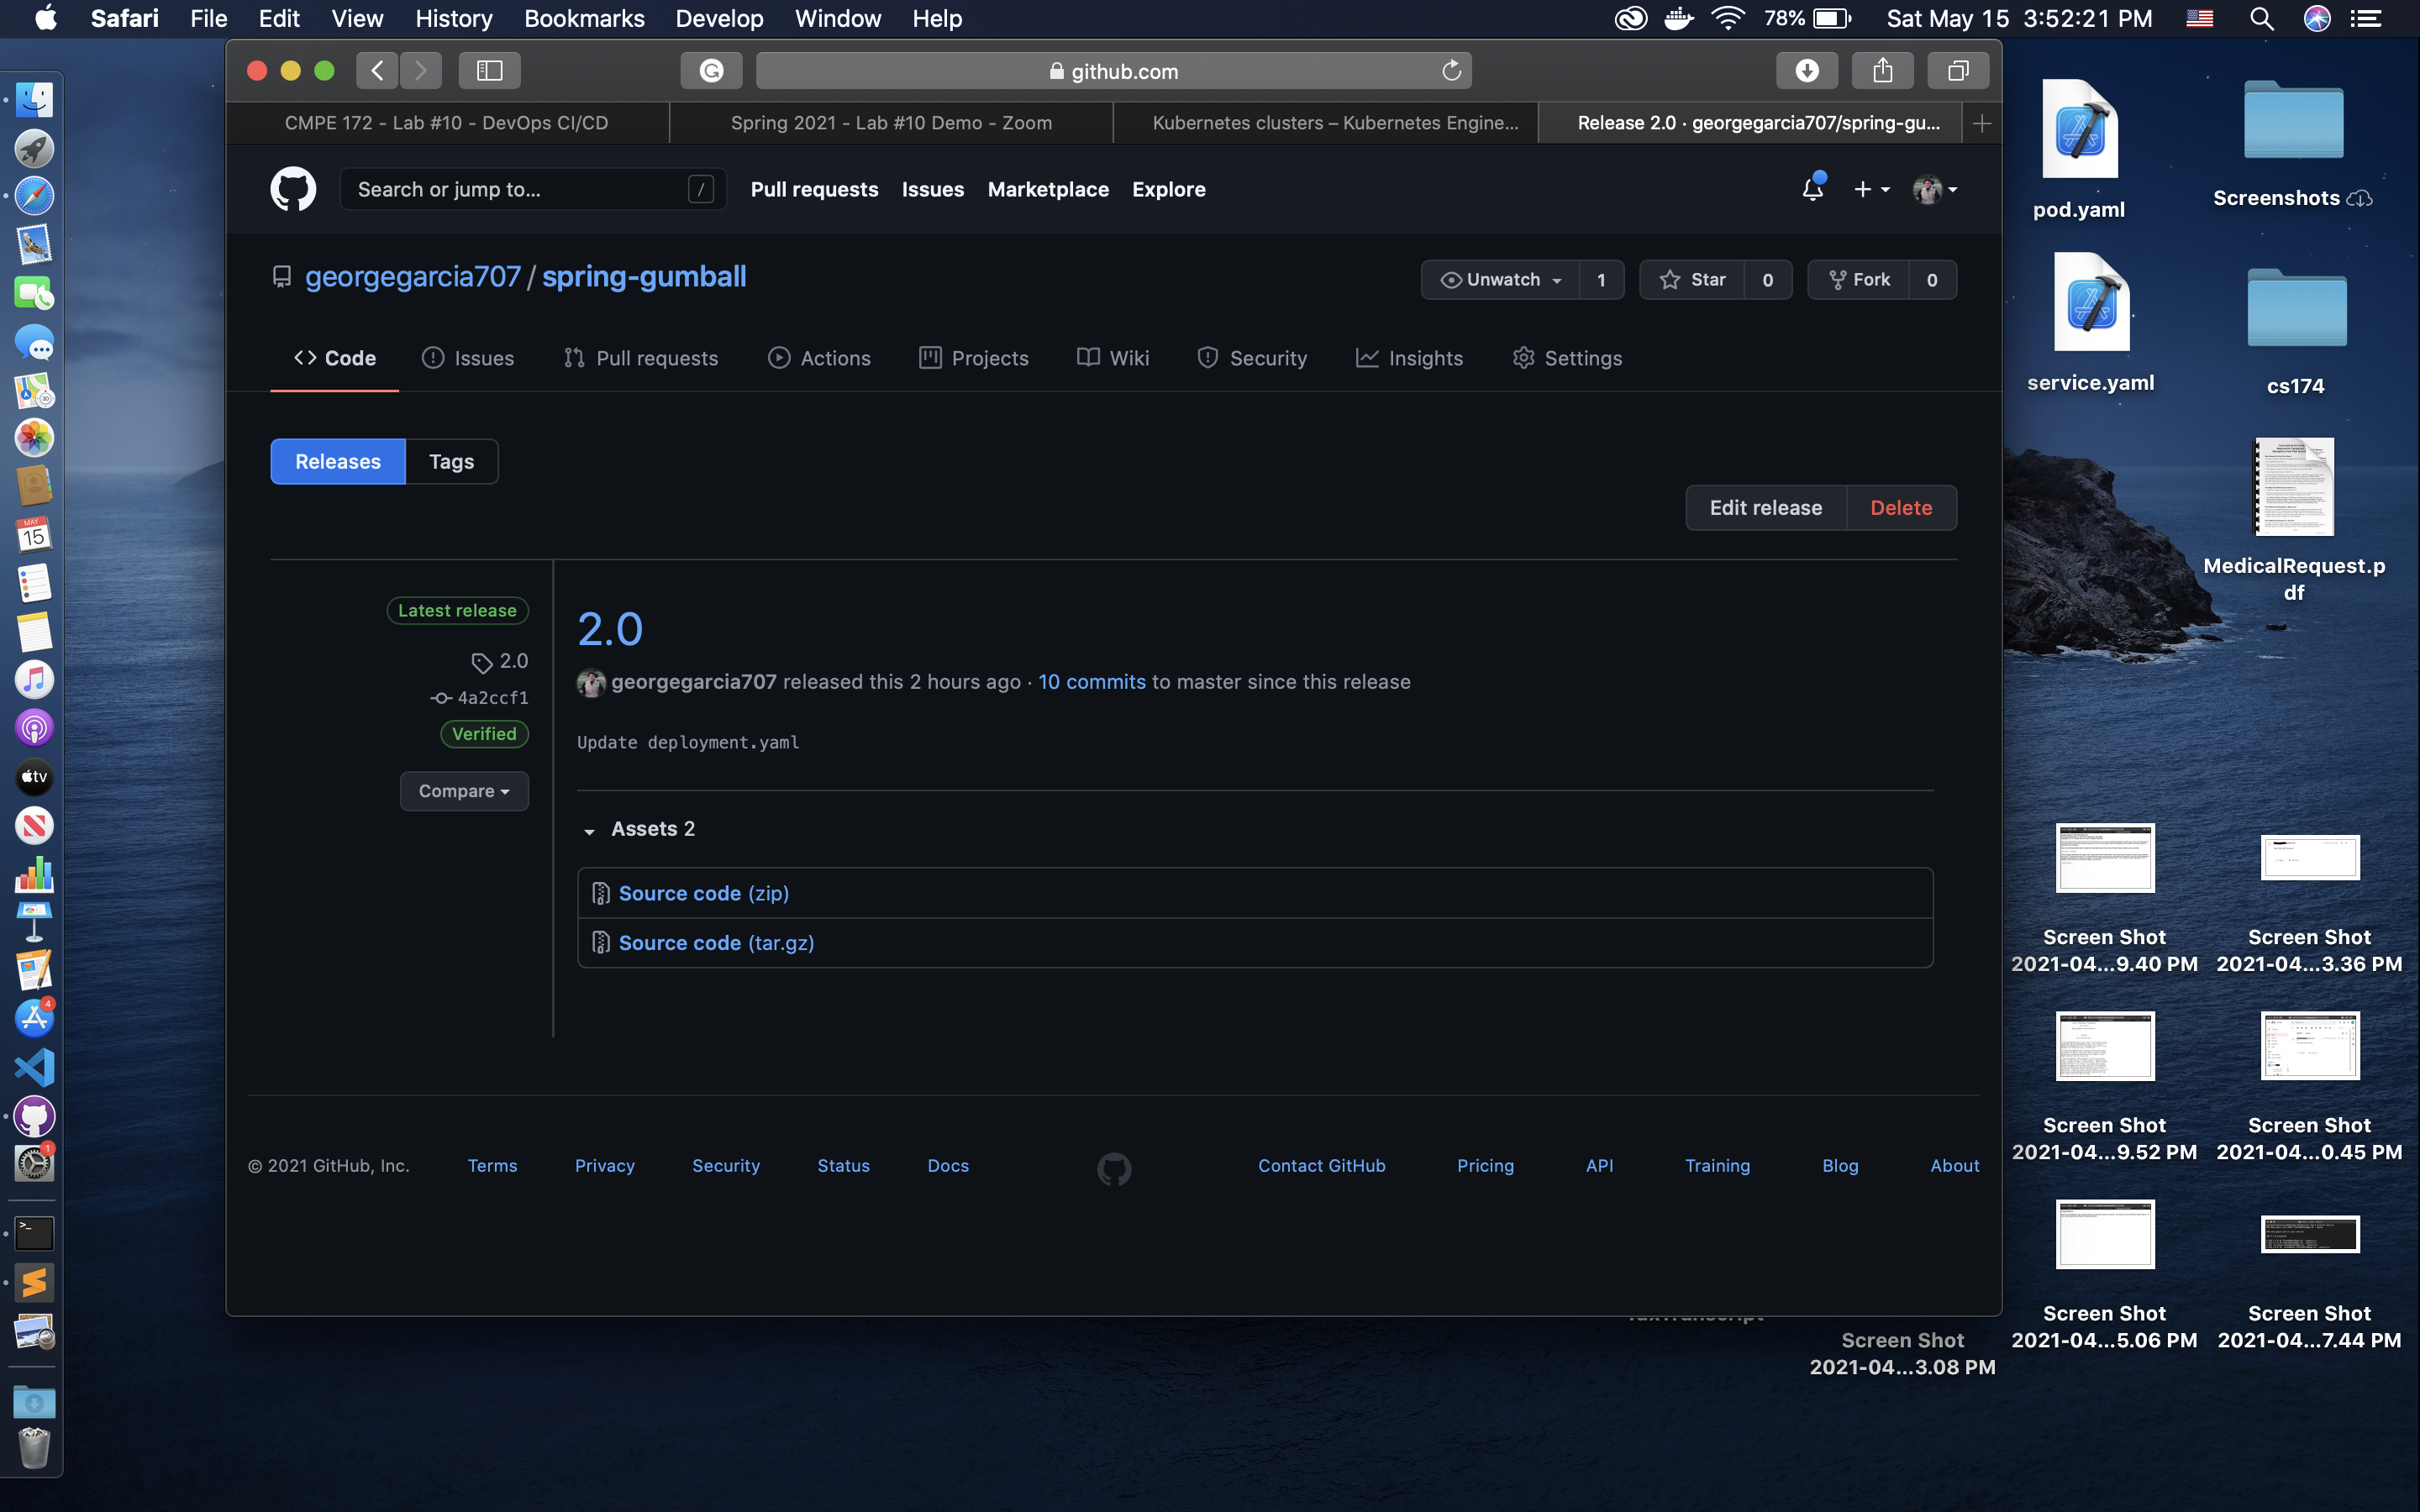 Safari File Edit View History Bookmarks Develop Window Help 78% Sat May 15 3:52:21 PM
github.com
CMPE 172 - Lab #10 - DevOps CI/CD
Spring 2021 - Lab #10 Demo - Zoom
Kubernetes clusters – Kubernetes Engine...
Release 2.0 · georgegarcia707/spring-gu...
Search or jump to... / Pull requests Issues Marketplace Explore
georgegarcia707 / spring-gumball
Unwatch 1 Star 0 Fork 0
Code Issues Pull requests Actions Projects Wiki Security Insights Settings
Releases Tags
Edit release Delete
Latest release
2.0
4a2ccf1
Verified
Compare
2.0
georgegarcia707 released this 2 hours ago · 10 commits to master since this release
Update deployment.yaml
Assets 2
Source code (zip)
Source code (tar.gz)
© 2021 GitHub, Inc. Terms Privacy Security Status Docs Contact GitHub Pricing API Training Blog About
pod.yaml
Screenshots
service.yaml
cs174
MedicalRequest.p
df
Screen Shot
2021-04...9.40 PM
Screen Shot
2021-04...3.36 PM
Screen Shot
2021-04...9.52 PM
Screen Shot
2021-04...0.45 PM
Screen Shot
2021-04...5.06 PM
Screen Shot
2021-04...7.44 PM
Screen Shot
2021-04...3.08 PM
MAY
15
tv
4
1